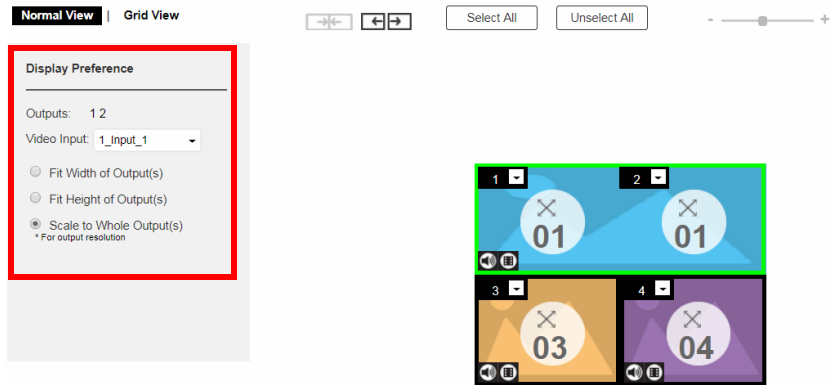 Normal View | Grid View
Select All
Unselect All
- +
Display Preference
Outputs: 1 2
Video Input: 1_Input_1
Fit Width of Output(s)
Fit Height of Output(s)
Scale to Whole Output(s)
* For output resolution
1 2
01 01
3 4
03 04